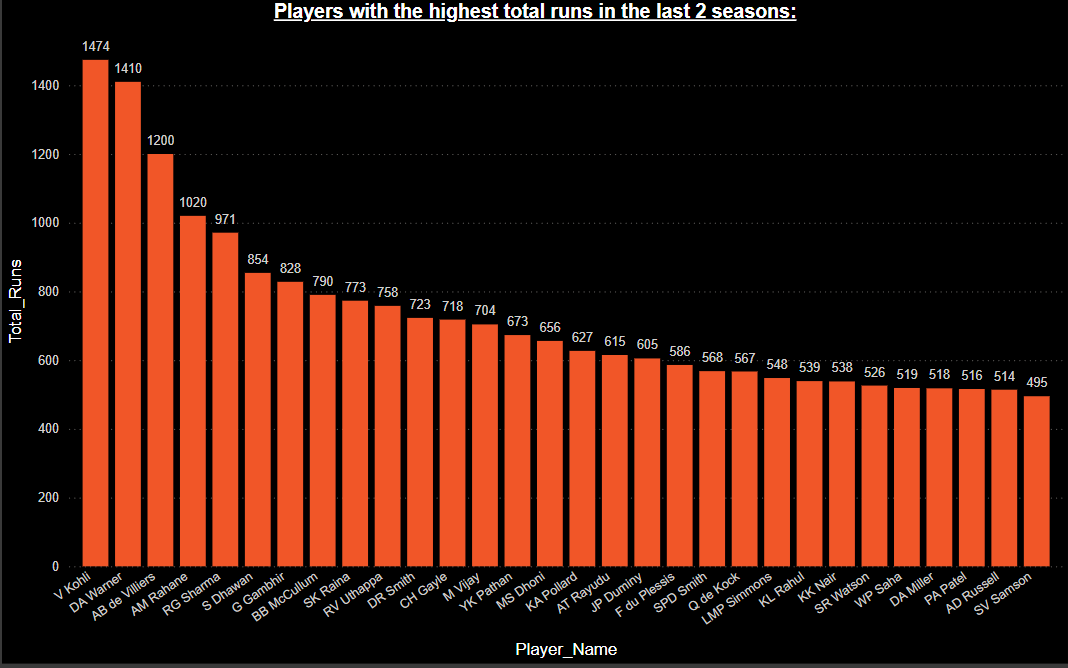 Players with the highest total runs in the last 2 seasons:
1474
1410
1200
1020
971
854
828
790
773
758
723
718
704
673
656
627
615
605
586
568
567
548
539
538
526
519
518
516
514
495
1400
1200
1000
800
600
400
200
0
Total_Runs
V Kohli
DA Warner
AB de Villiers
AM Rahane
RG Sharma
S Dhawan
G Gambhir
BB McCullum
SK Raina
RV Uthappa
DR Smith
CH Gayle
M Vijay
YK Pathan
MS Dhoni
KA Pollard
AT Rayudu
JP Duminy
F du Plessis
SPD Smith
Q de Kock
LMP Simmons
KL Rahul
KK Nair
SR Watson
WP Saha
DA Miller
PA Patel
AD Russell
SV Samson
Player_Name